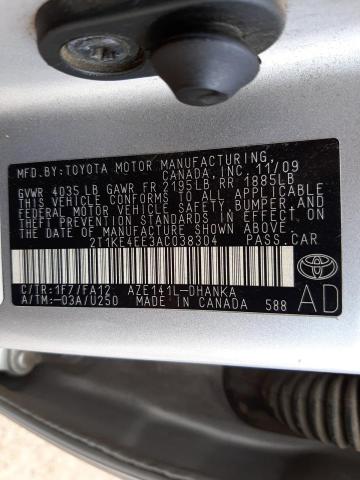 MFD.BY:TOYOTA MOTOR MANUFACTURING,
CANADA, INC. 11/09
GVWR 4035 LB GAWR FR 2195LB RR 1885LB
THIS VEHICLE CONFORMS TO ALL APPLICABLE
FEDERAL MOTOR VEHICLE SAFETY, BUMPER, AND
THEFT PREVENTION STANDARDS IN EFFECT ON
THE DATE OF MANUFACTURE SHOWN ABOVE.
2T1KE4EE3AC038304 PASS.CAR
C/TR:1F7/FA12 AZE141L-DHANKA
A/TM:-03A/U250 MADE IN CANADA 588
TOYOTA
AD